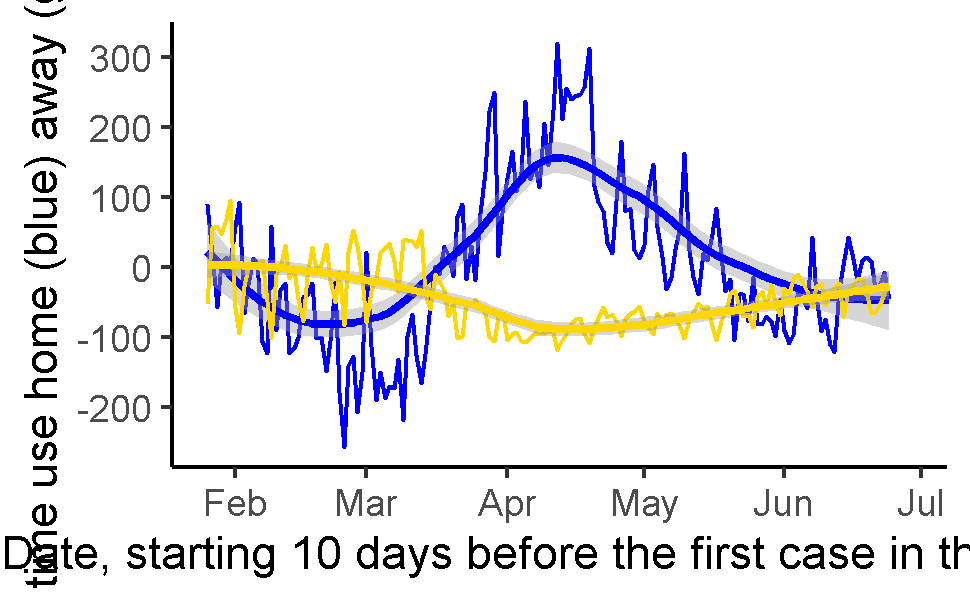 time use home (blue) away (
300
200
100
0
-100
-200
Feb Mar Apr May Jun Jul
Date, starting 10 days before the first case in th